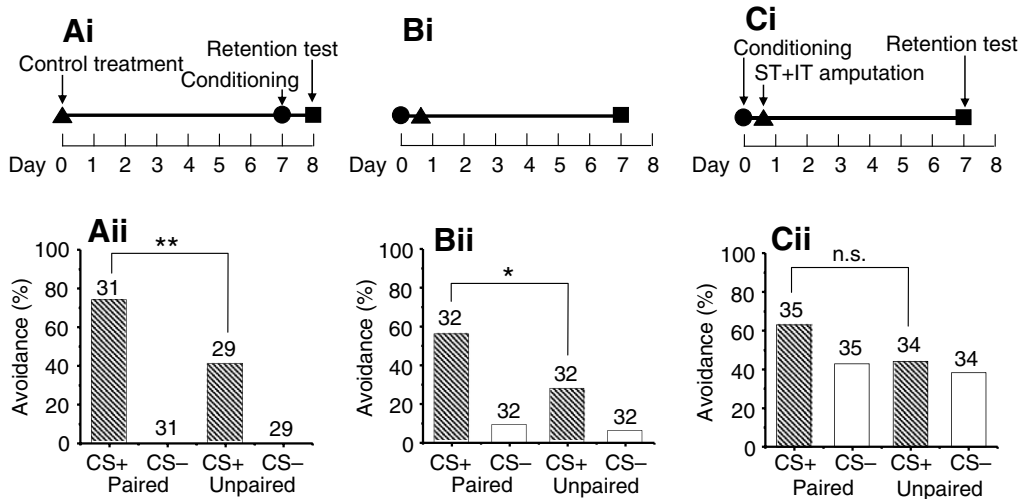 Ai
Retention test
Control treatment
Conditioning
Day 0 1 2 3 4 5 6 7 8
Bi
0 1 2 3 4 5 6 7 8
Ci
Conditioning
Retention test
ST+IT amputation
Day 0 1 2 3 4 5 6 7 8
Aii
Avoidance (%)
100
80
60
40
20
0
**
31
31
29
29
CS+ CS– CS+ CS–
Paired Unpaired
Bii
Avoidance (%)
100
80
60
40
20
0
*
32
32
32
32
CS+ CS– CS+ CS–
Paired Unpaired
Cii
Avoidance (%)
100
80
60
40
20
0
n.s.
35
35
34
34
CS+ CS– CS+ CS–
Paired Unpaired